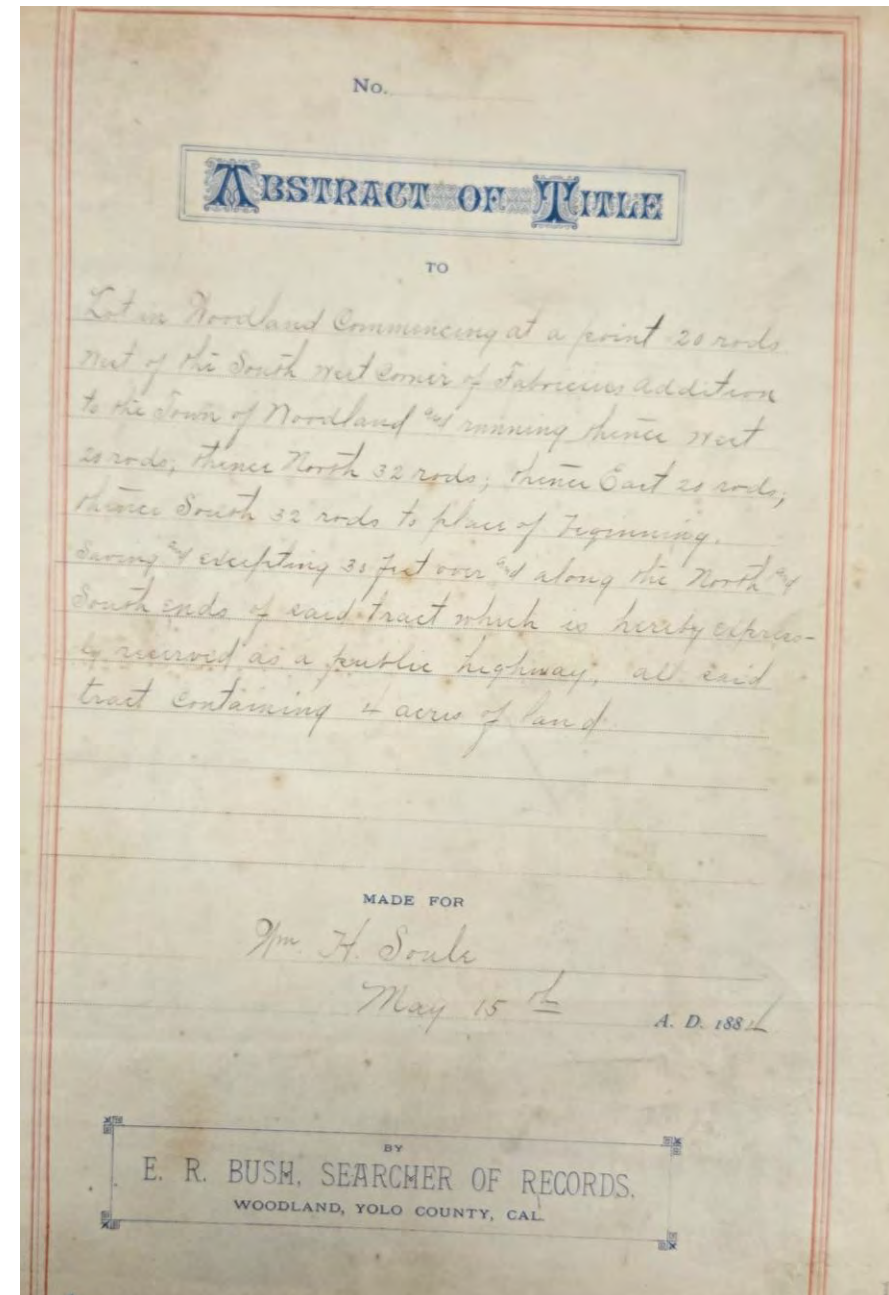 No.
ABSTRACT OF TITLE
TO
Lot in Woodland Commencing at a point 20 rods
West of the South West Corner of Fabricius Addition
to the Town of Woodland and running thence West
20 rods; thence North 32 rods; thence East 20 rods;
thence South 32 rods to place of beginning.
Saving and excepting 30 feet over and along the North and
South ends of said tract which is hereby express-
ly reserved as a public highway, all said
tract containing 4 acres of land
MADE FOR
Wm. H. Soule
May 15th
A. D. 1884
BY
E. R. BUSH, SEARCHER OF RECORDS.
WOODLAND, YOLO COUNTY, CAL.